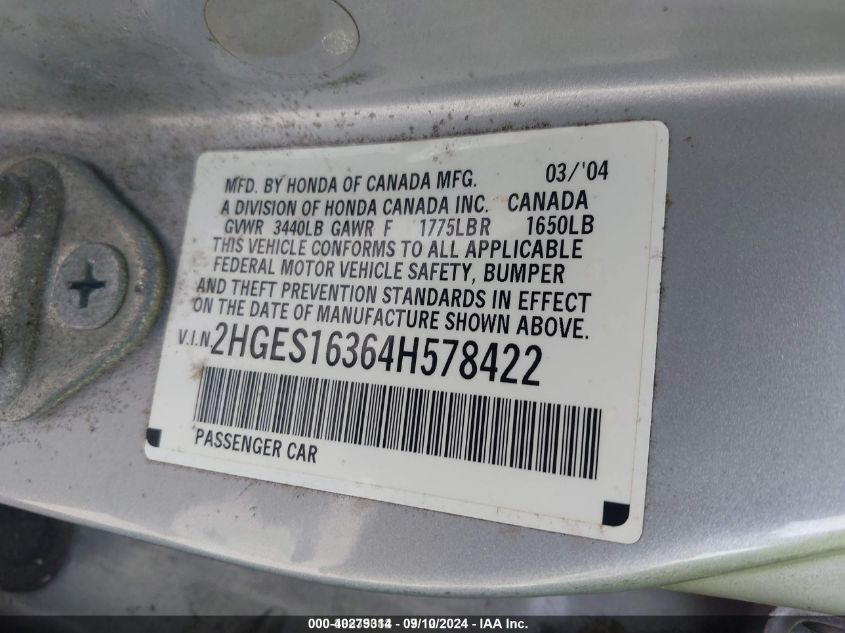 MFD. BY HONDA OF CANADA MFG. 03/'04
A DIVISION OF HONDA CANADA INC. CANADA
GVWR 3440LB GAWR F 1775LBR 1650LB
THIS VEHICLE CONFORMS TO ALL APPLICABLE
FEDERAL MOTOR VEHICLE SAFETY, BUMPER
AND THEFT PREVENTION STANDARDS IN EFFECT
ON THE DATE OF MANUFACTURE SHOWN ABOVE.
V.I.N. 2HGES16364H578422
PASSENGER CAR
09/10/2024 - IAA Inc.